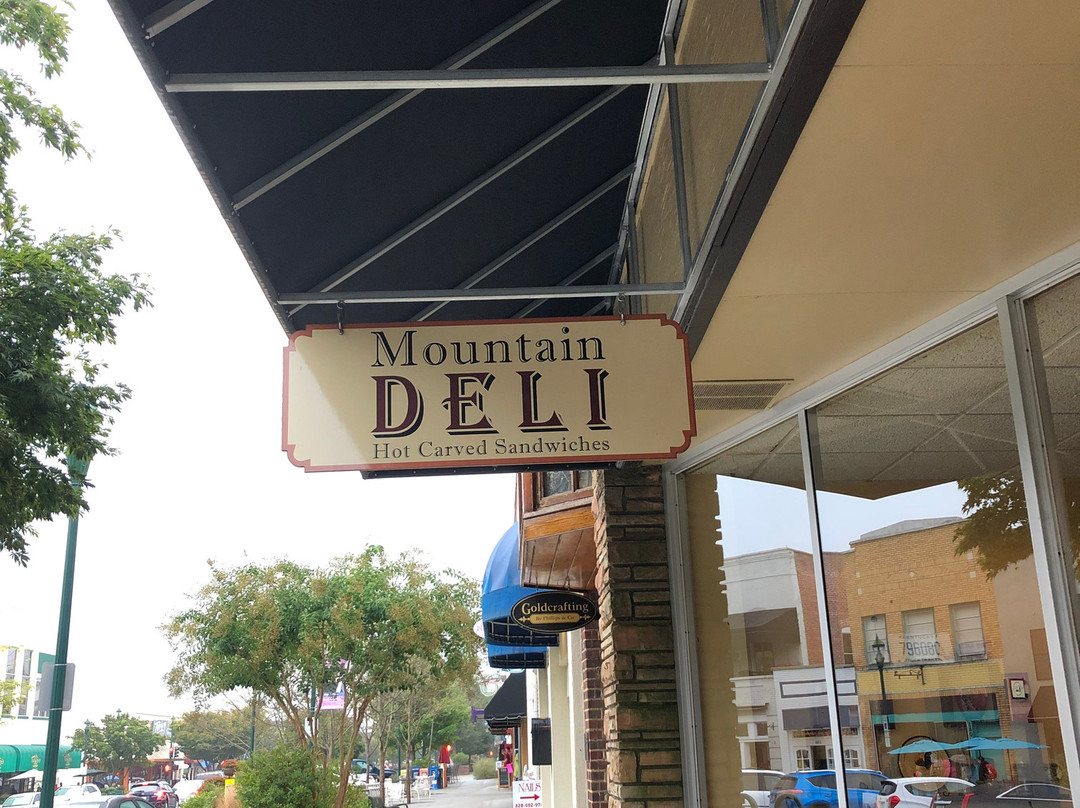 Mountain
DELI
Hot Carved Sandwiches
Goldcrafting
NAILS